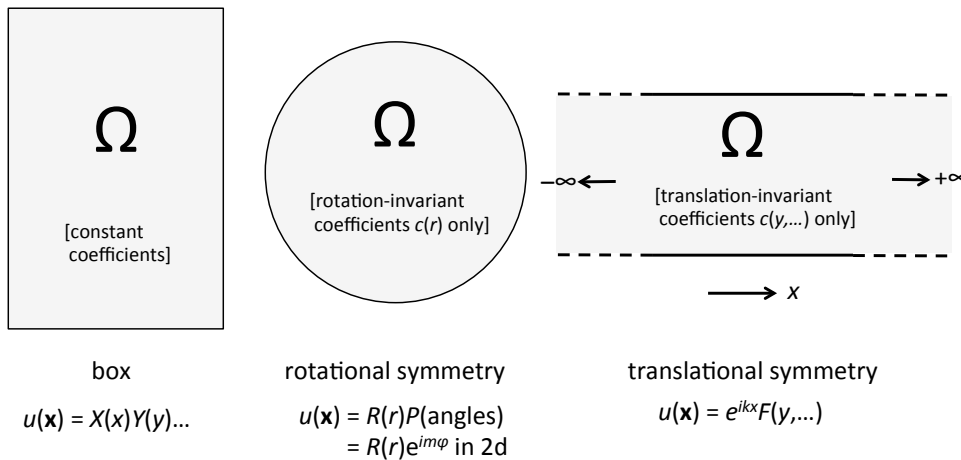 Ω
[constant
coefficients]
box
u(x) = X(x)Y(y)...
Ω
[rotation-invariant
coefficients c(r) only]
rotational symmetry
u(x) = R(r)P(angles)
= R(r)e^{imφ} in 2d
Ω
−∞
+∞
[translation-invariant
coefficients c(y,...) only]
x
translational symmetry
u(x) = e^{ikx}F(y,...)